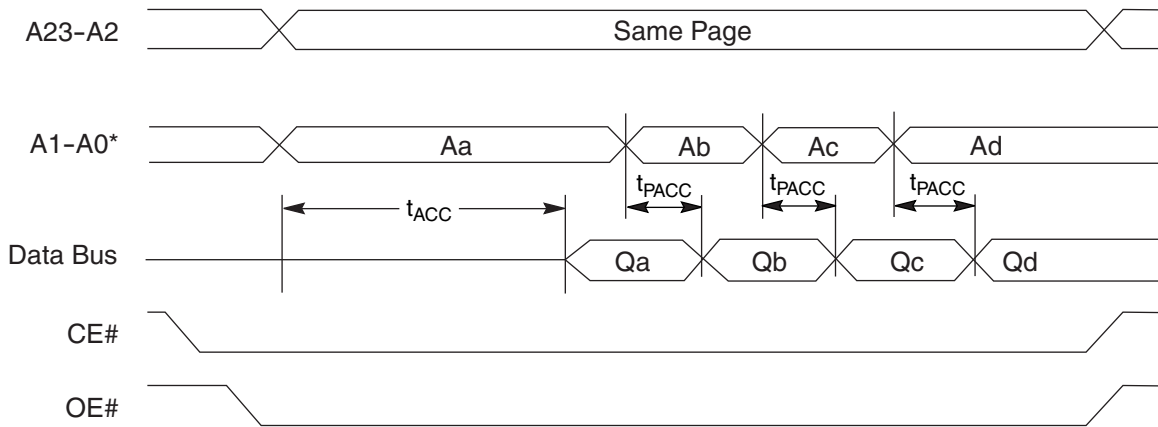 A23–A2 Same Page
A1–A0* Aa Ab Ac Ad
tACC tPACC tPACC tPACC
Data Bus Qa Qb Qc Qd
CE#
OE#